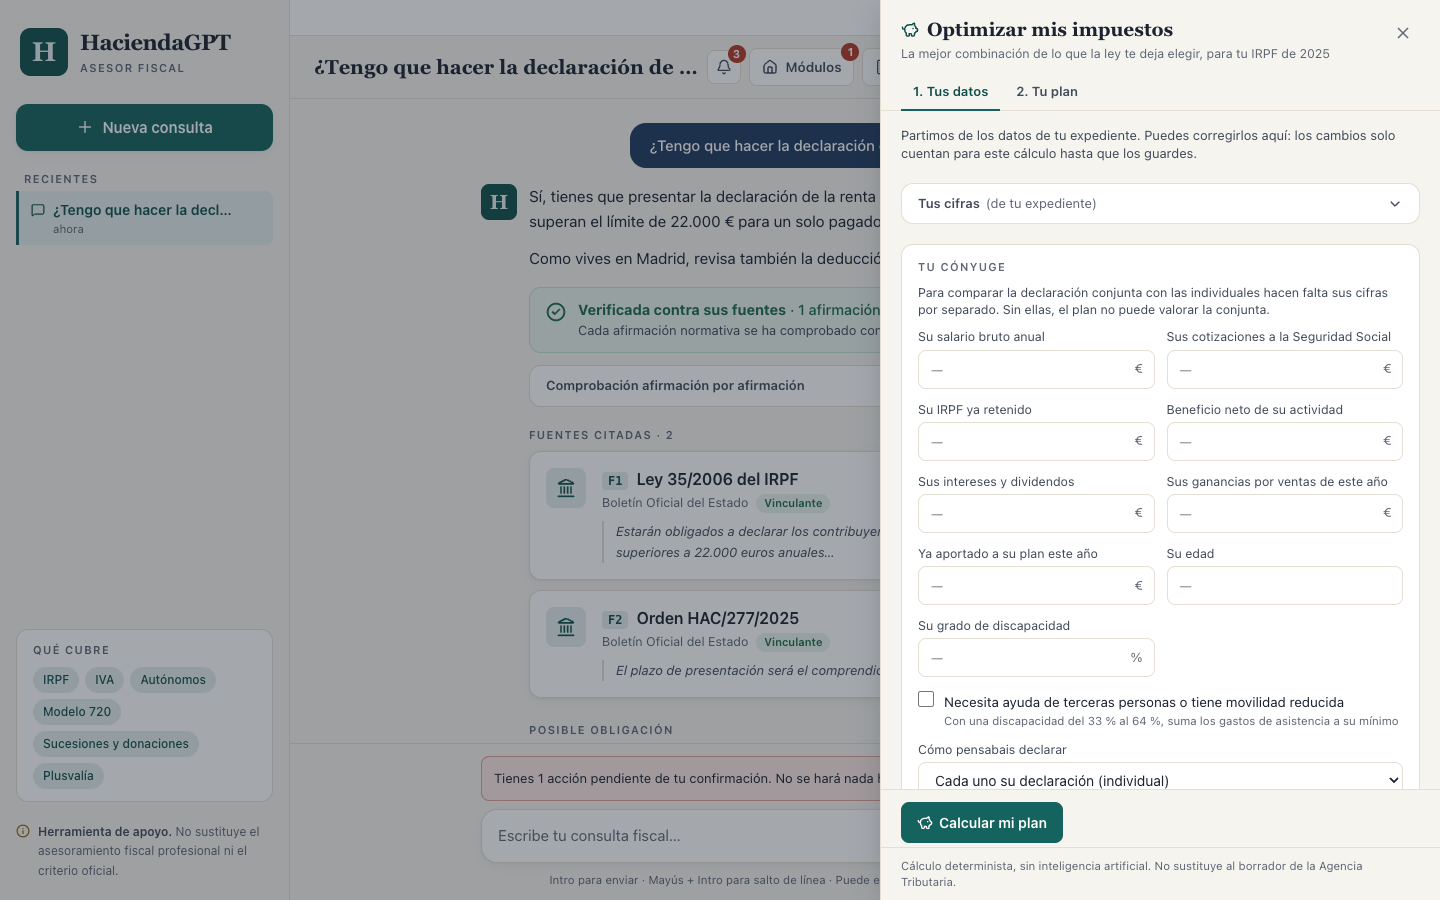 H
HaciendaGPT
ASESOR FISCAL
Nueva consulta
RECIENTES
¿Tengo que hacer la decl...
ahora
QUÉ CUBRE
IRPF
IVA
Autónomos
Modelo 720
Sucesiones y donaciones
Plusvalía
Herramienta de apoyo. No sustituye el
asesoramiento fiscal profesional ni el
criterio oficial.
¿Tengo que hacer la declaración de ...
3
Módulos
1
¿Tengo que hacer la declaración
H
Sí, tienes que presentar la declaración de la renta
superan el límite de 22.000 € para un solo pagado
Como vives en Madrid, revisa también la deducció
Verificada contra sus fuentes · 1 afirmación
Cada afirmación normativa se ha comprobado con
Comprobación afirmación por afirmación
FUENTES CITADAS · 2
F1 Ley 35/2006 del IRPF
Boletín Oficial del Estado Vinculante
Estarán obligados a declarar los contribuyen
superiores a 22.000 euros anuales...
F2 Orden HAC/277/2025
Boletín Oficial del Estado Vinculante
El plazo de presentación será el comprendid
POSIBLE OBLIGACIÓN
Tienes 1 acción pendiente de tu confirmación. No se hará nada
Escribe tu consulta fiscal...
Intro para enviar · Mayús + Intro para salto de línea · Puede e
Optimizar mis impuestos
La mejor combinación de lo que la ley te deja elegir, para tu IRPF de 2025
1. Tus datos
2. Tu plan
Partimos de los datos de tu expediente. Puedes corregirlos aquí: los cambios solo
cuentan para este cálculo hasta que los guardes.
Tus cifras (de tu expediente)
TU CÓNYUGE
Para comparar la declaración conjunta con las individuales hacen falta sus cifras
por separado. Sin ellas, el plan no puede valorar la conjunta.
Su salario bruto anual
Sus cotizaciones a la Seguridad Social
— €
— €
Su IRPF ya retenido
Beneficio neto de su actividad
— €
— €
Sus intereses y dividendos
Sus ganancias por ventas de este año
— €
— €
Ya aportado a su plan este año
Su edad
— €
—
Su grado de discapacidad
— %
Necesita ayuda de terceras personas o tiene movilidad reducida
Con una discapacidad del 33 % al 64 %, suma los gastos de asistencia a su mínimo
Cómo pensabais declarar
Cada uno su declaración (individual)
Calcular mi plan
Cálculo determinista, sin inteligencia artificial. No sustituye al borrador de la Agencia
Tributaria.